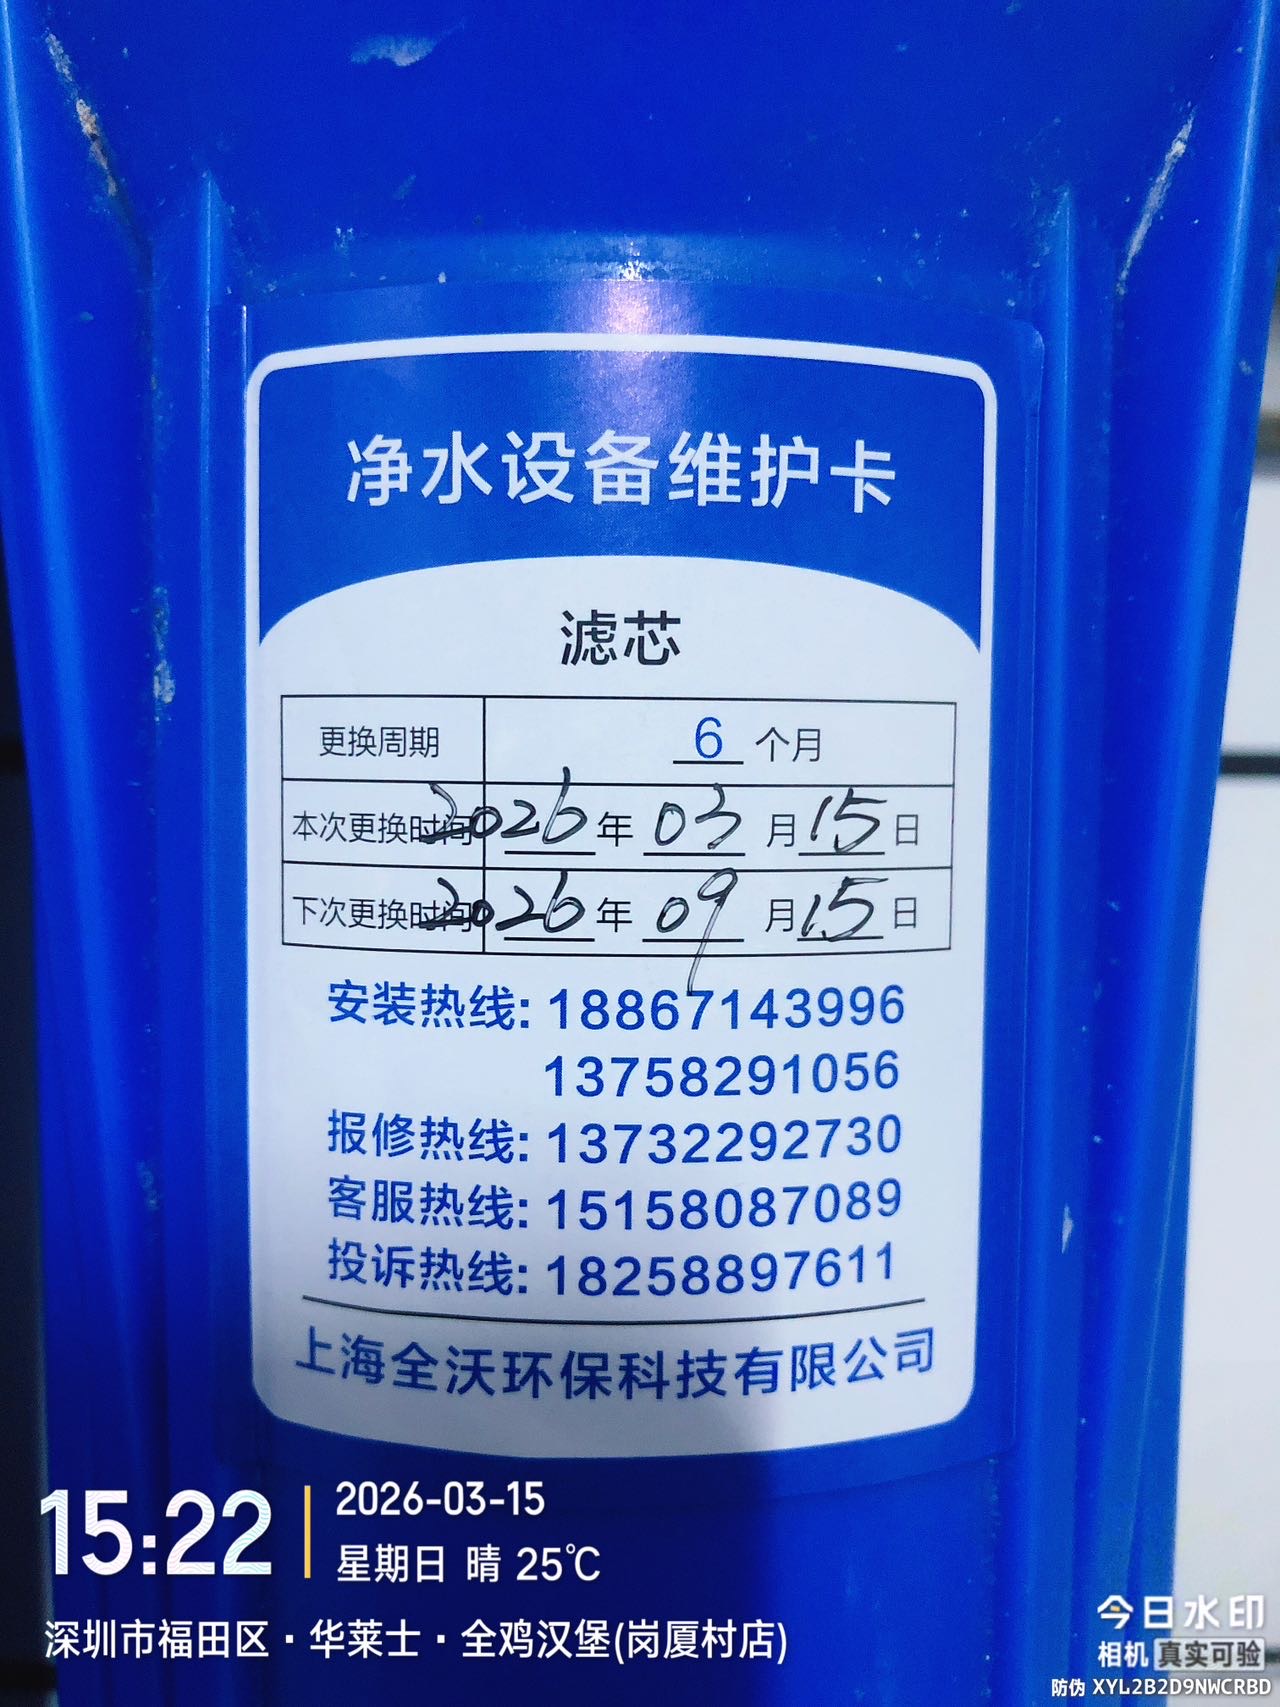 净水设备维护卡
滤芯
更换周期 6 个月
本次更换时间 2026 年 03 月 15 日
下次更换时间 2026 年 09 月 15 日
安装热线: 18867143996
13758291056
报修热线: 13732292730
客服热线: 15158087089
投诉热线: 18258897611
上海全沃环保科技有限公司
15:22
2026-03-15
星期日 晴 25℃
深圳市福田区·华莱士·全鸡汉堡(岗厦村店)
今日水印
相机 真实可验
防伪 XYL2B2D9NWCRBD